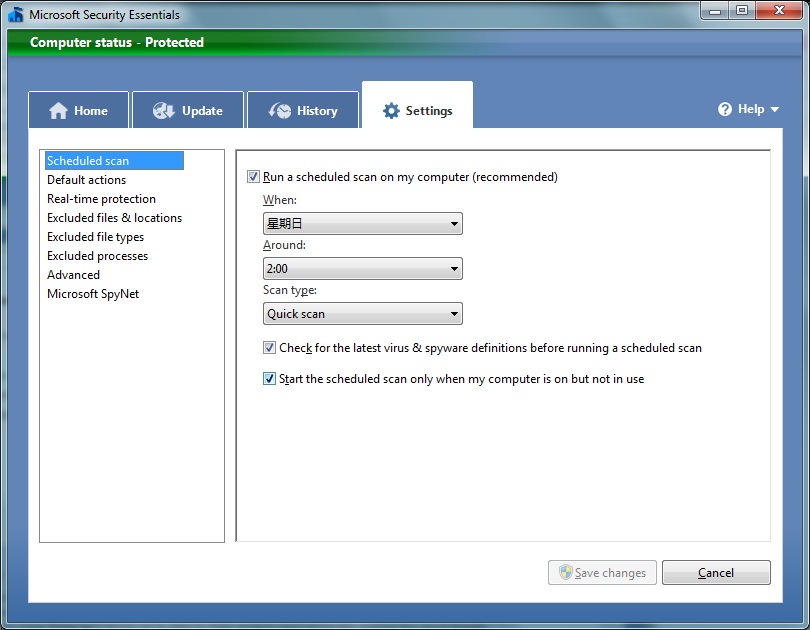 Microsoft Security Essentials
Computer status - Protected
Home
Update
History
Settings
Help
Scheduled scan
Default actions
Real-time protection
Excluded files & locations
Excluded file types
Excluded processes
Advanced
Microsoft SpyNet
Run a scheduled scan on my computer (recommended)
When:
星期日
Around:
2:00
Scan type:
Quick scan
Check for the latest virus & spyware definitions before running a scheduled scan
Start the scheduled scan only when my computer is on but not in use
Save changes
Cancel